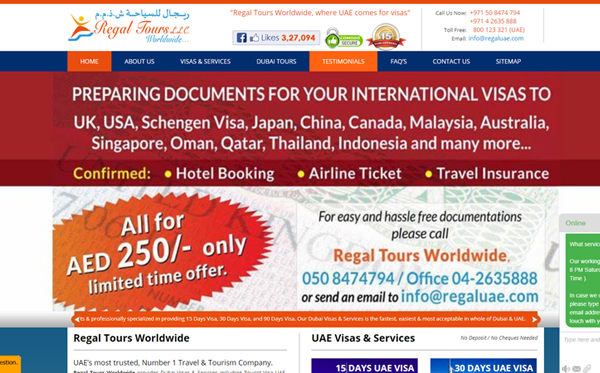 ريجال للسياحة ش.ذ.م.م
Regal Tours L.L.C
Worldwide...
"Regal Tours Worldwide, where UAE comes for visas"
Likes 3,27,094
Call Us Now: +971 50 8474 794
+971 4 2635 888
Toll Free: 800 123 321 (UAE)
Email: info@regaluae.com
HOME ABOUT US VISAS & SERVICES DUBAI TOURS TESTIMONIALS FAQ'S CONTACT US SITEMAP
PREPARING DOCUMENTS FOR YOUR INTERNATIONAL VISAS TO
UK, USA, Schengen Visa, Japan, China, Canada, Malaysia, Australia,
Singapore, Oman, Qatar, Thailand, Indonesia and many more...
Confirmed: • Hotel Booking • Airline Ticket • Travel Insurance
All for
AED 250/- only
limited time offer.
For easy and hassle free documentations
please call
Regal Tours Worldwide,
050 8474794 / Office 04-2635888
or send an email to info@regaluae.com
ts & professionally specialized in providing 15 Days Visa, 30 Days Visa, and 90 Days Visa. Our Dubai Visas & Services is the fastest, easiest & most acceptable in whole of Dubai & UAE.
Online
What service
Our working
8 PM Saturd
Time ).
In case we
please type
email addres
touch with y
Type here and
Regal Tours Worldwide
UAE's most trusted, Number 1 Travel & Tourism Company.
UAE Visas & Services
No Deposit / No Cheques Needed
15 DAYS UAE VISA
30 DAYS UAE VISA
estion.